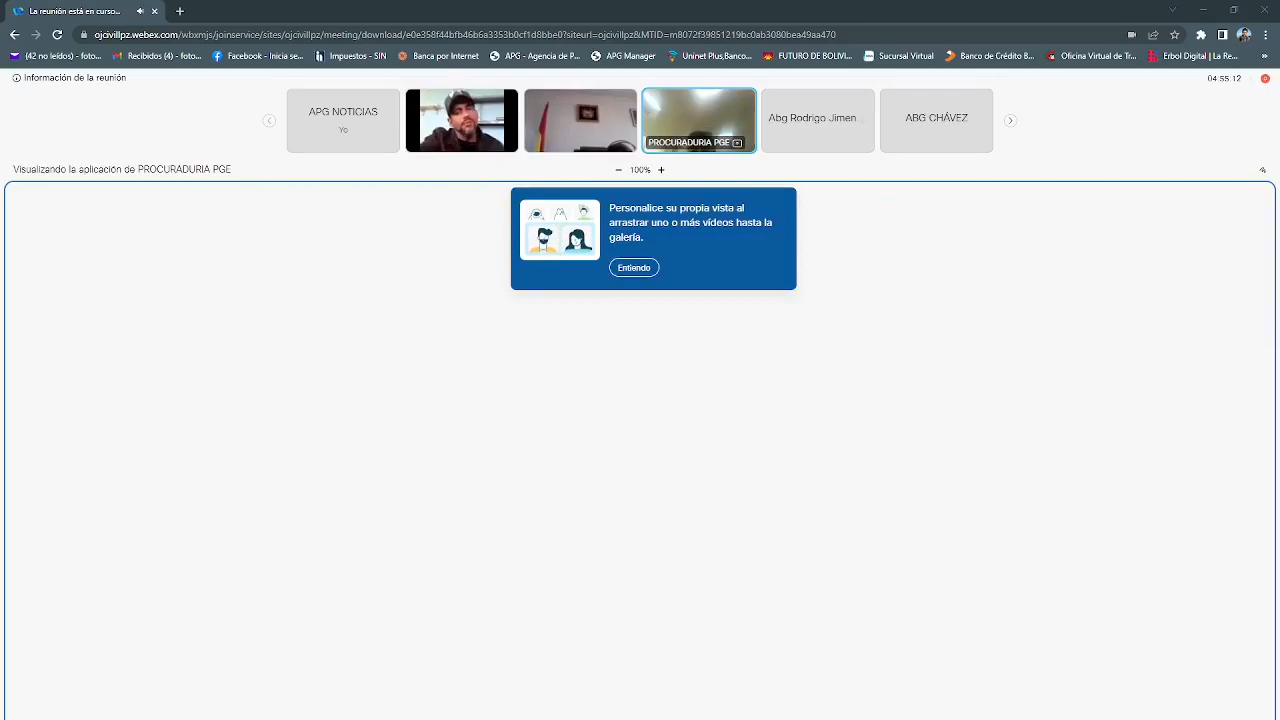 La reunión está en curso...
ojcivillpz.webex.com/wbxmjs/joinservice/sites/ojcivillpz/meeting/download/e0e358f44bfb46b6a3353b0cf1d8bbe0?siteurl=ojcivillpz&MTID=m8072f39851219bc0ab3080bea49aa470
(42 no leído) - foto...
Recibidos (4) - foto...
Facebook - Inicia se...
Impuestos - SIN
Banca por Internet
APG - Agencia de P...
APG Manager
Uninet Plus,Banco...
FUTURO DE BOLIVI...
Sucursal Virtual
Banco de Crédito B...
Oficina Virtual de Tr...
Erbol Digital | La Re...
Información de la reunión
04:55:12
APG NOTICIAS
Yo
PROCURADURIA PGE
Abg Rodrigo Jimen...
ABG CHÁVEZ
Visualizando la aplicación de PROCURADURIA PGE
− 100% +
Personalice su propia vista al
arrastrar uno o más vídeos hasta la
galería.
Entiendo